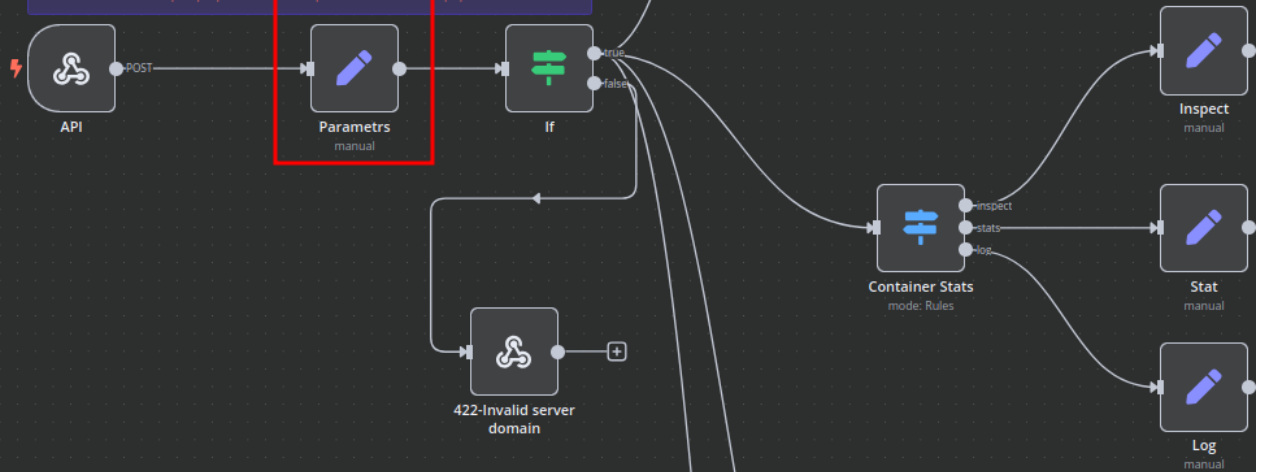 API
POST
Parametrs
manual
If
true
false
422-Invalid server
domain
Container Stats
mode: Rules
inspect
stats
log
Inspect
manual
Stat
manual
Log
manual